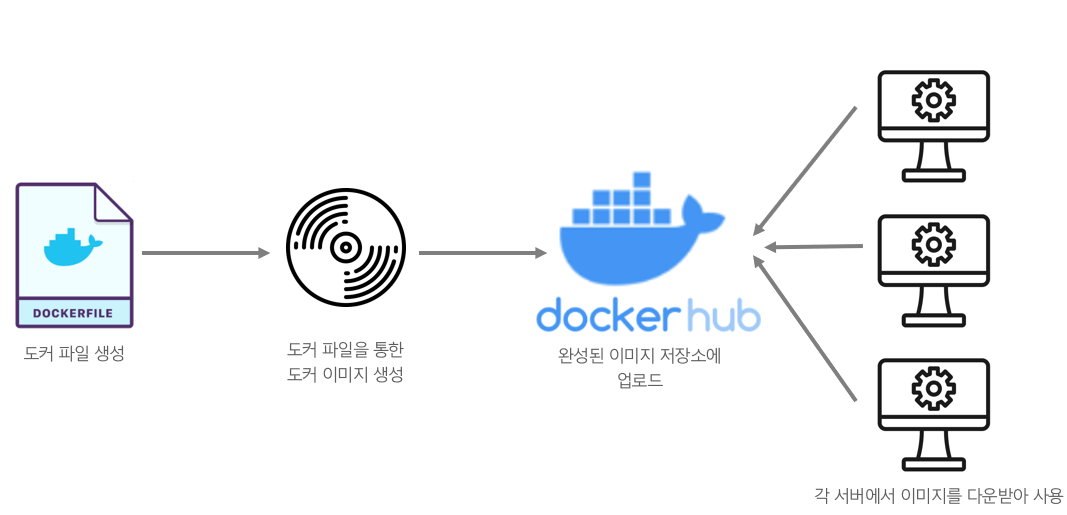 DOCKERFILE
도커 파일 생성
도커 파일을 통한
도커 이미지 생성
docker hub
완성된 이미지 저장소에
업로드
각 서버에서 이미지를 다운받아 사용